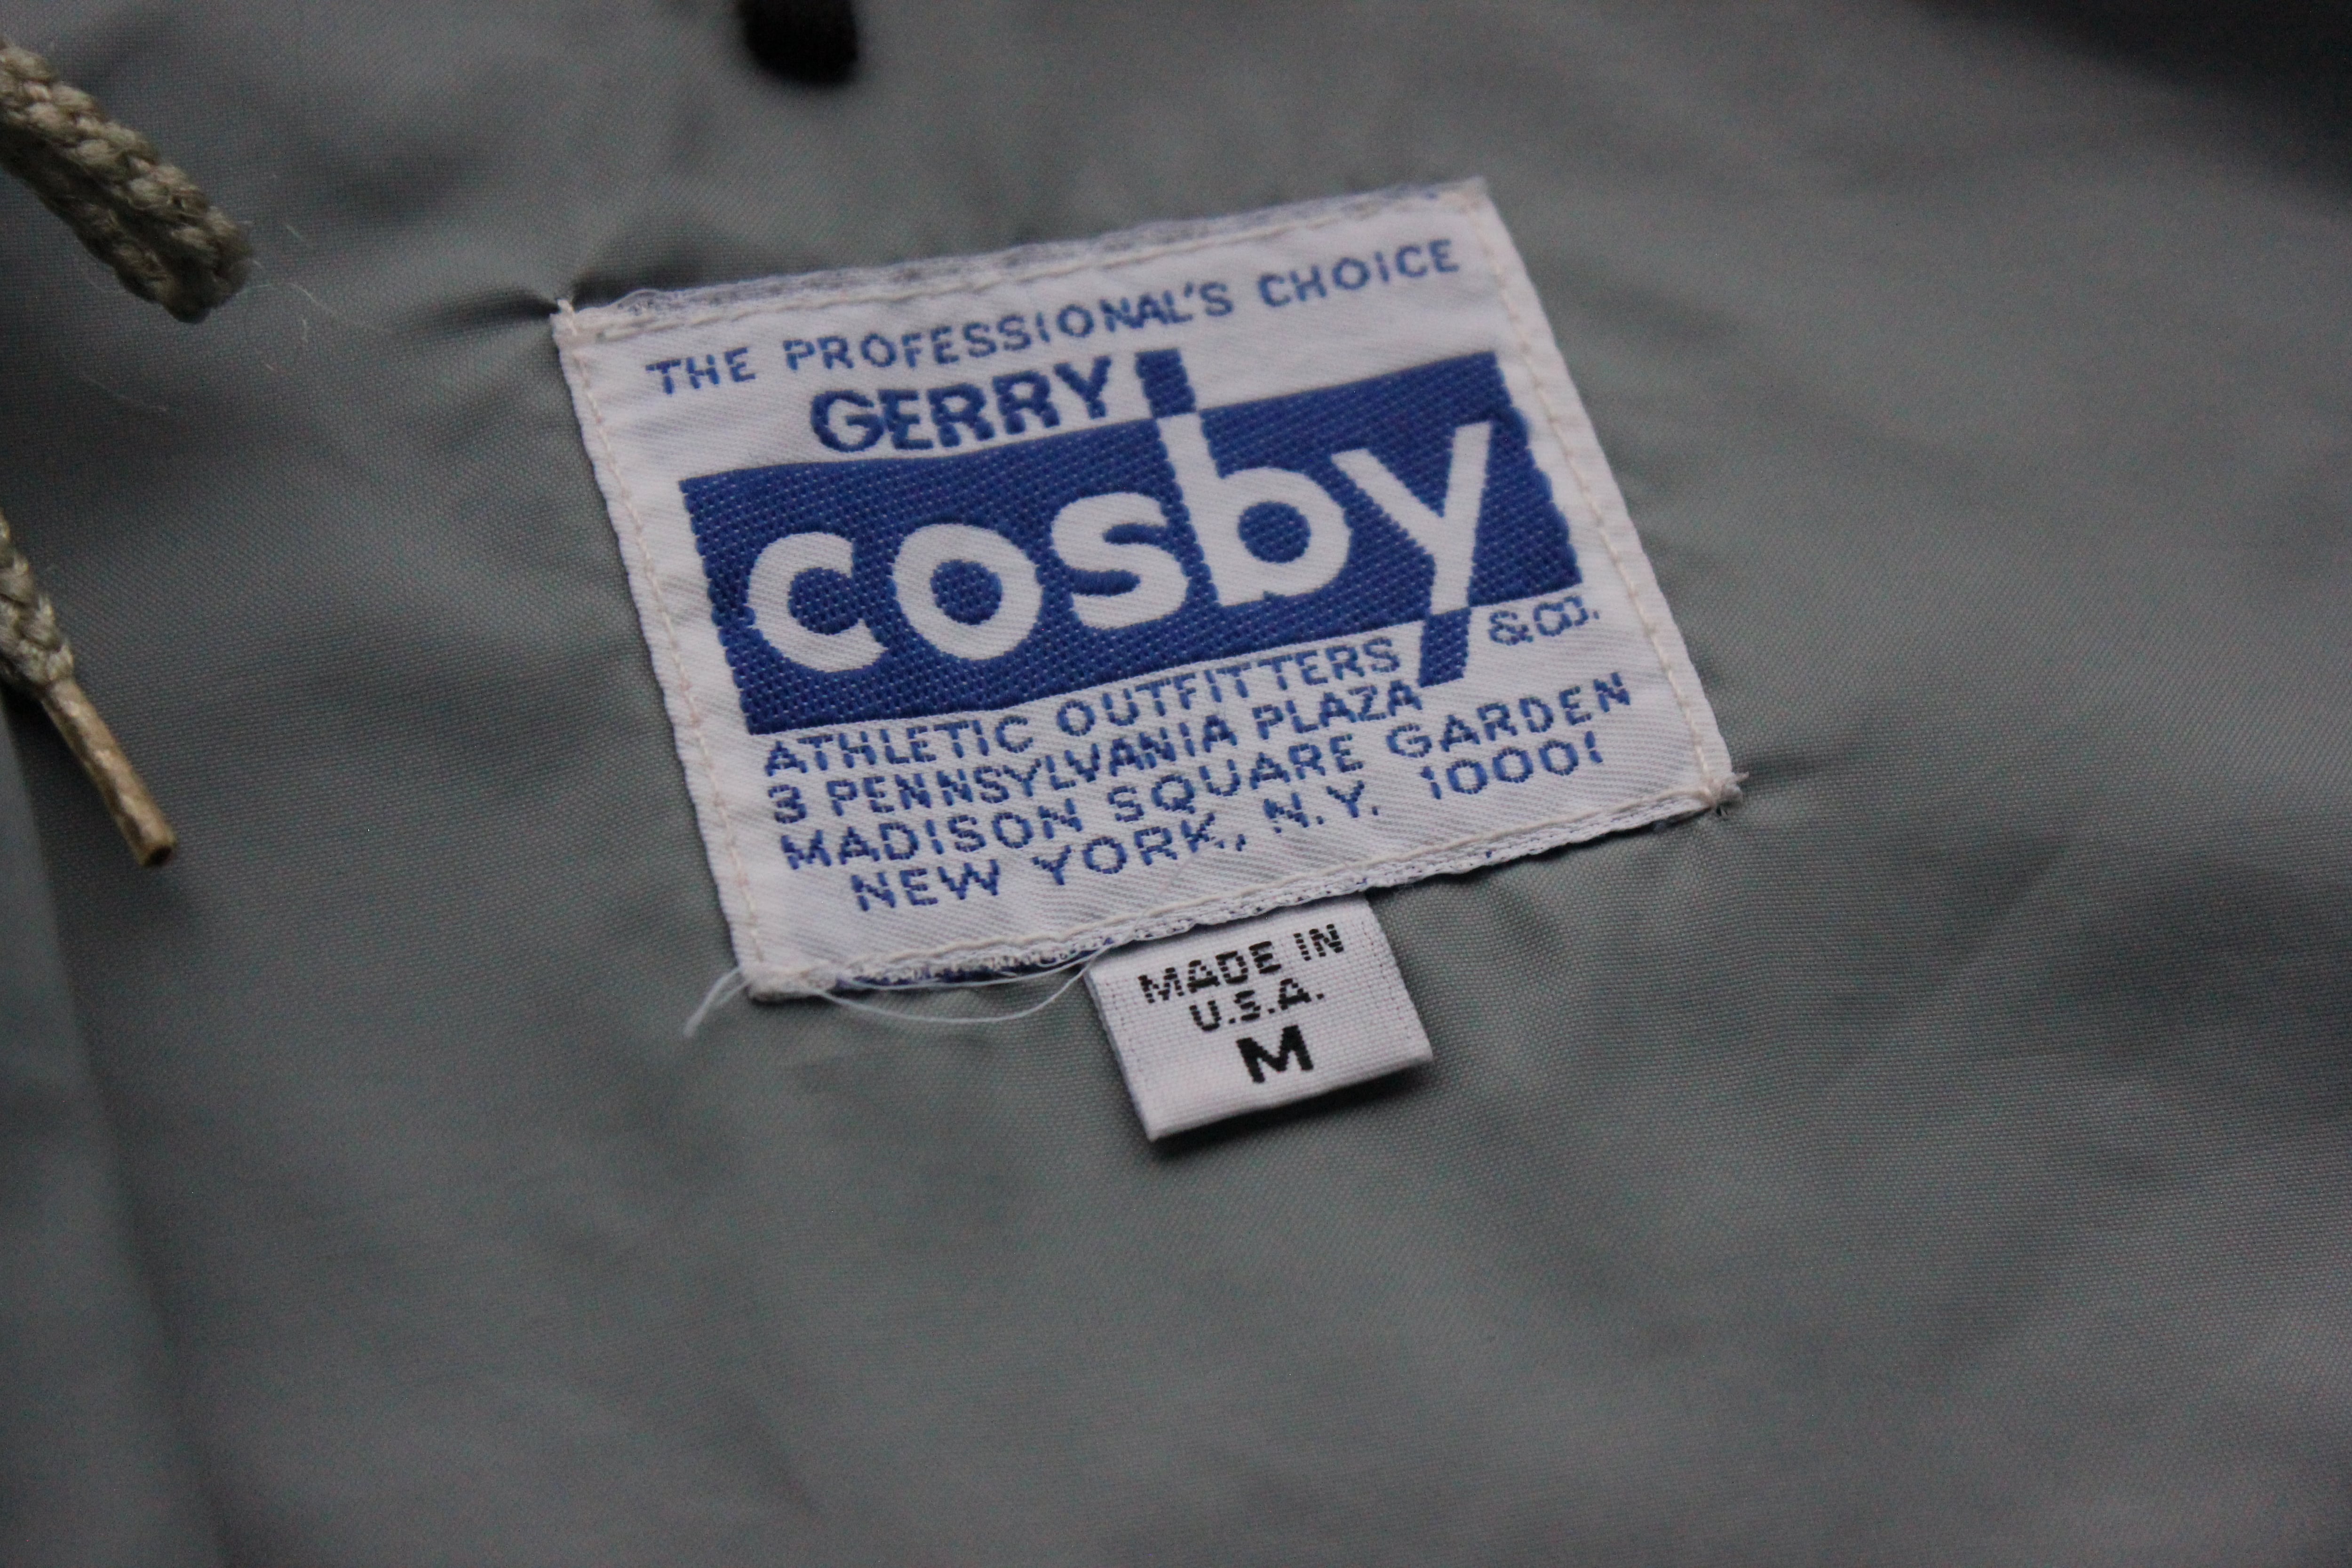 THE PROFESSIONAL'S CHOICE
GERRY
cosby
& CO.
ATHLETIC OUTFITTERS
3 PENNSYLVANIA PLAZA
MADISON SQUARE GARDEN
NEW YORK, N.Y. 10001
MADE IN
U.S.A.
M